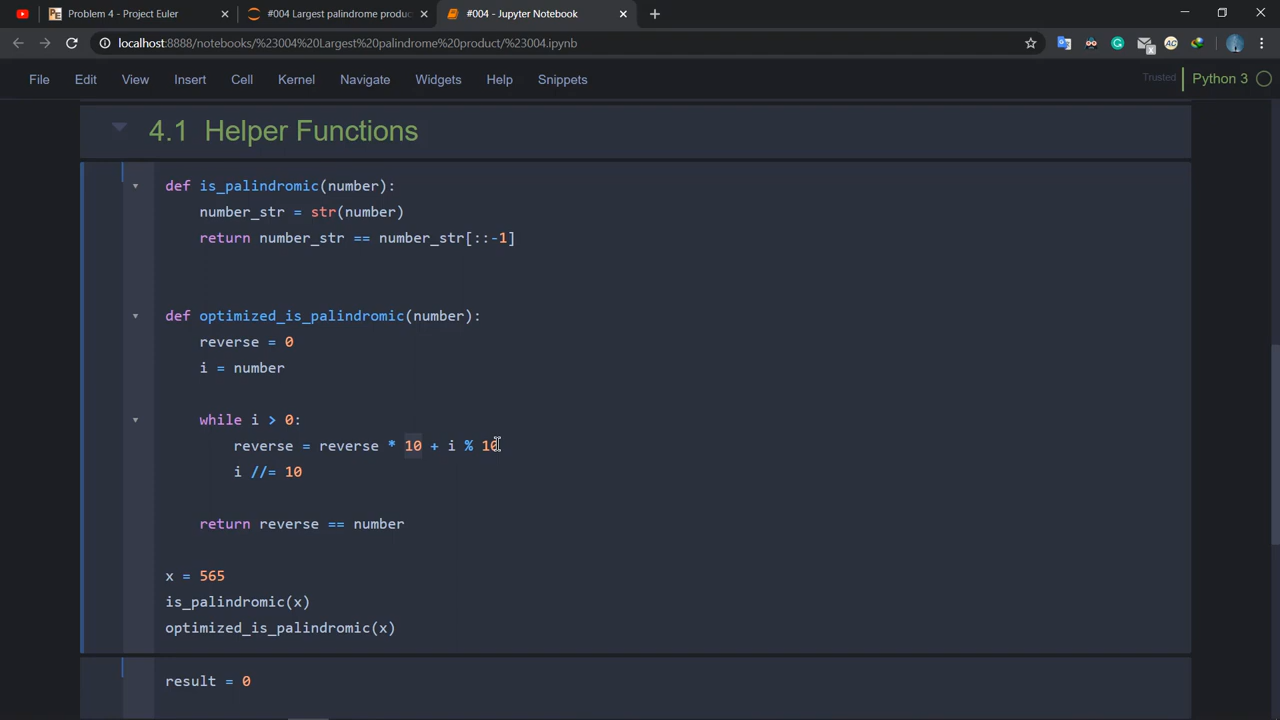 Problem 4 - Project Euler
#004 Largest palindrome produc
#004 - Jupyter Notebook
localhost:8888/notebooks/%23004%20Largest%20palindrome%20product/%23004.ipynb
File Edit View Insert Cell Kernel Navigate Widgets Help Snippets Trusted Python 3
4.1 Helper Functions
def is_palindromic(number):
    number_str = str(number)
    return number_str == number_str[::-1]
def optimized_is_palindromic(number):
    reverse = 0
    i = number
    while i > 0:
        reverse = reverse * 10 + i % 10
        i //= 10
    return reverse == number
x = 565
is_palindromic(x)
optimized_is_palindromic(x)
result = 0